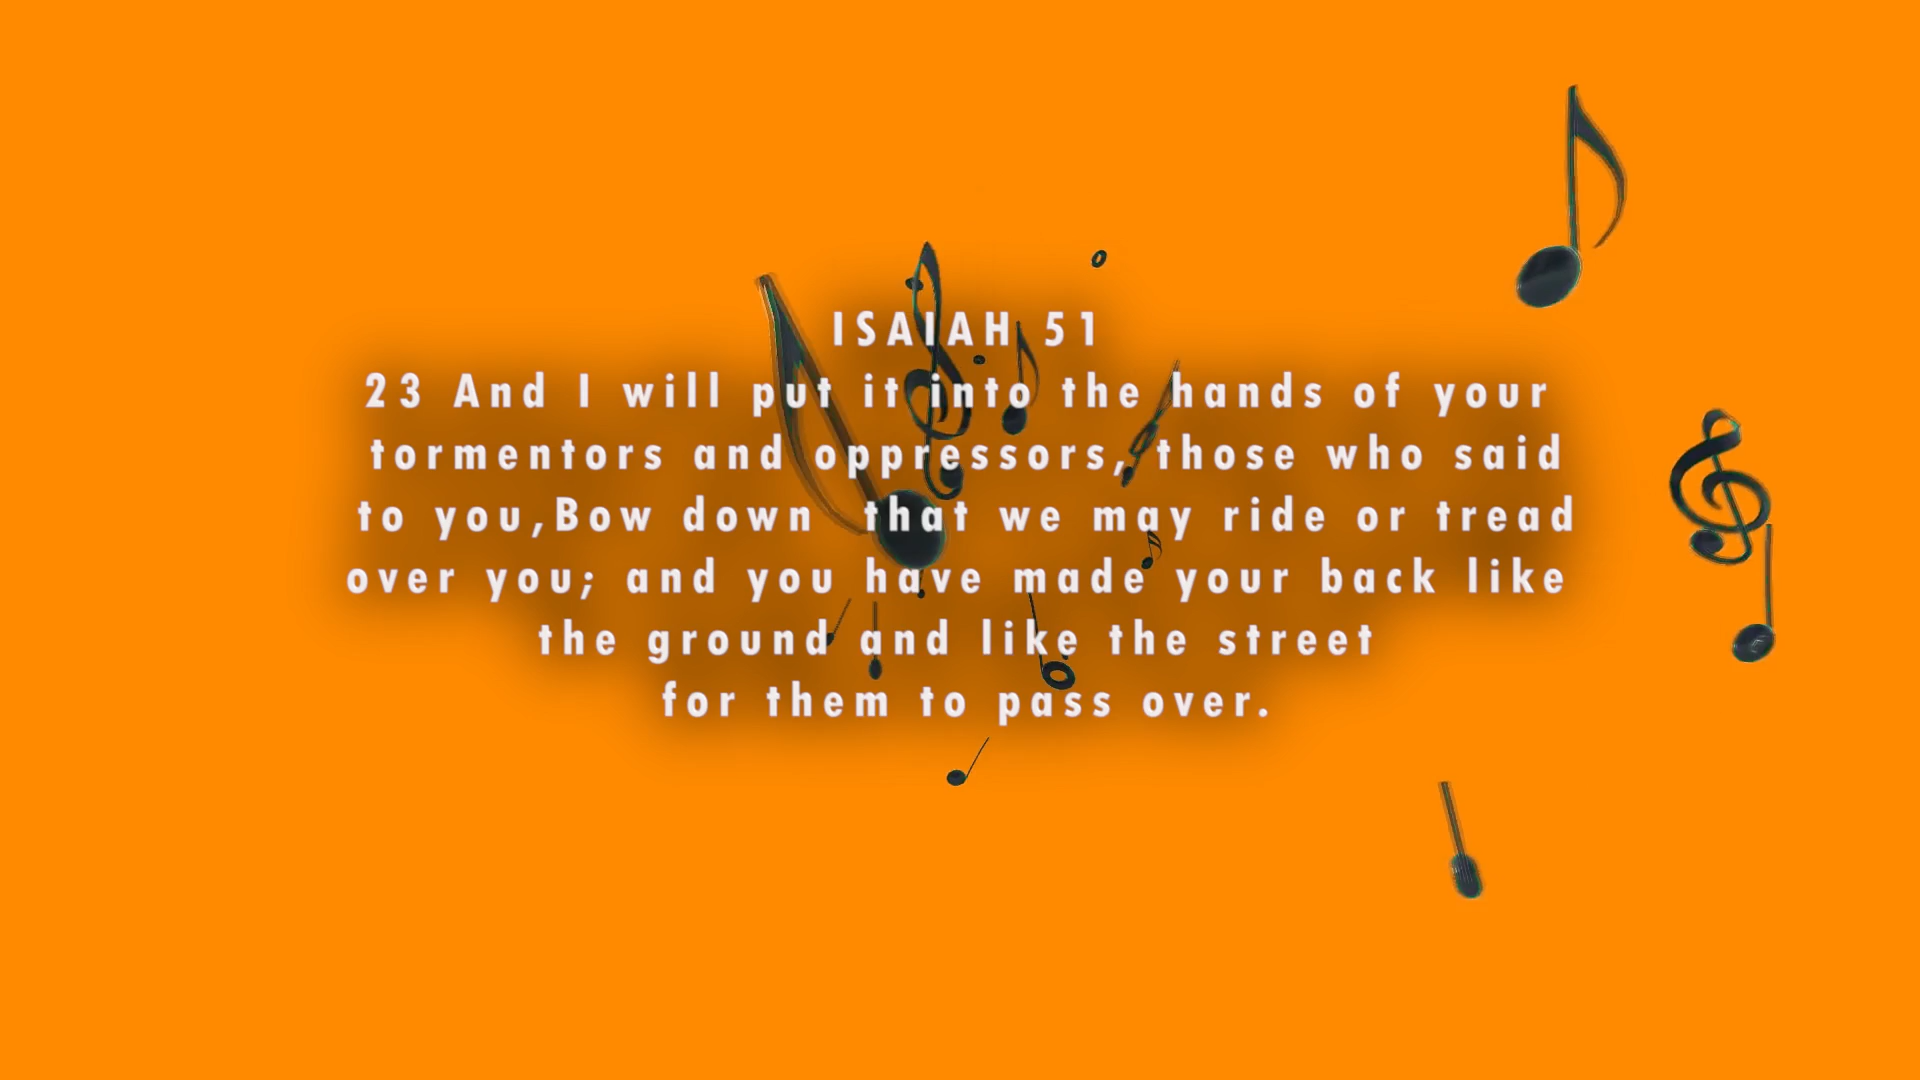 ISAIAH 51
23 And I will put it into the hands of your
tormentors and oppressors, those who said
to you,Bow down  that we may ride or tread
over you; and you have made your back like
the ground and like the street
for them to pass over.